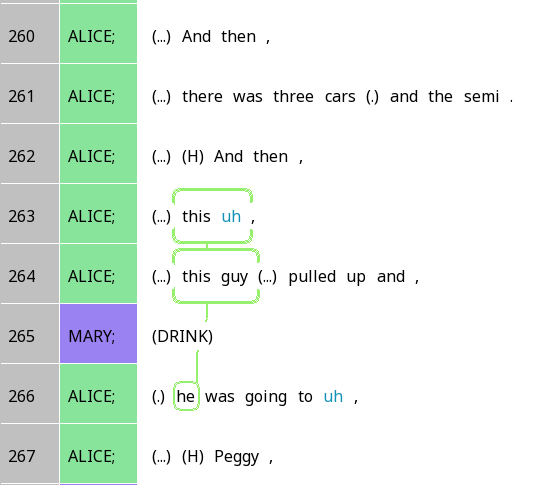 260 ALICE; (...) And then ,
261 ALICE; (...) there was three cars (.) and the semi .
262 ALICE; (...) (H) And then ,
263 ALICE; (...) this uh ,
264 ALICE; (...) this guy (...) pulled up and ,
265 MARY; (DRINK)
266 ALICE; (.) he was going to uh ,
267 ALICE; (...) (H) Peggy ,